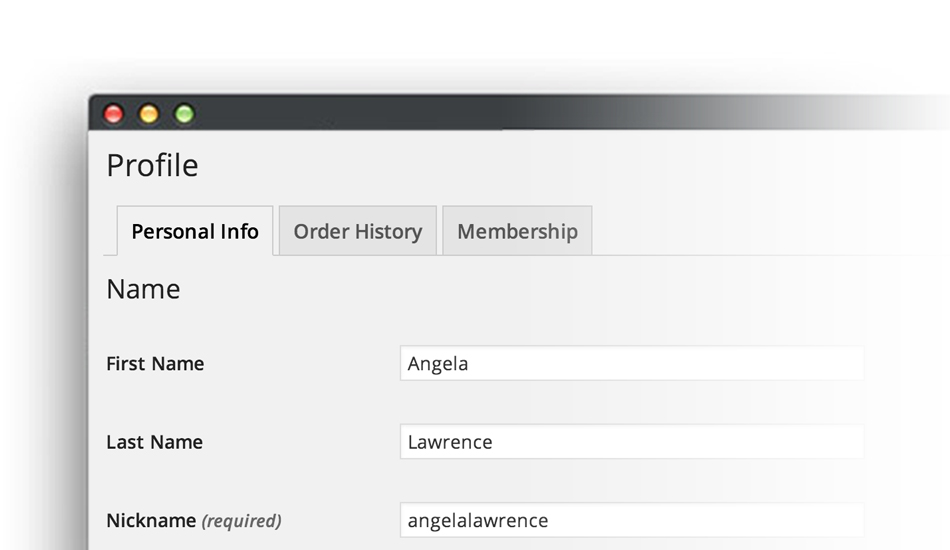 Profile
Personal Info Order History Membership
Name
First Name Angela
Last Name Lawrence
Nickname (required) angelalawrence